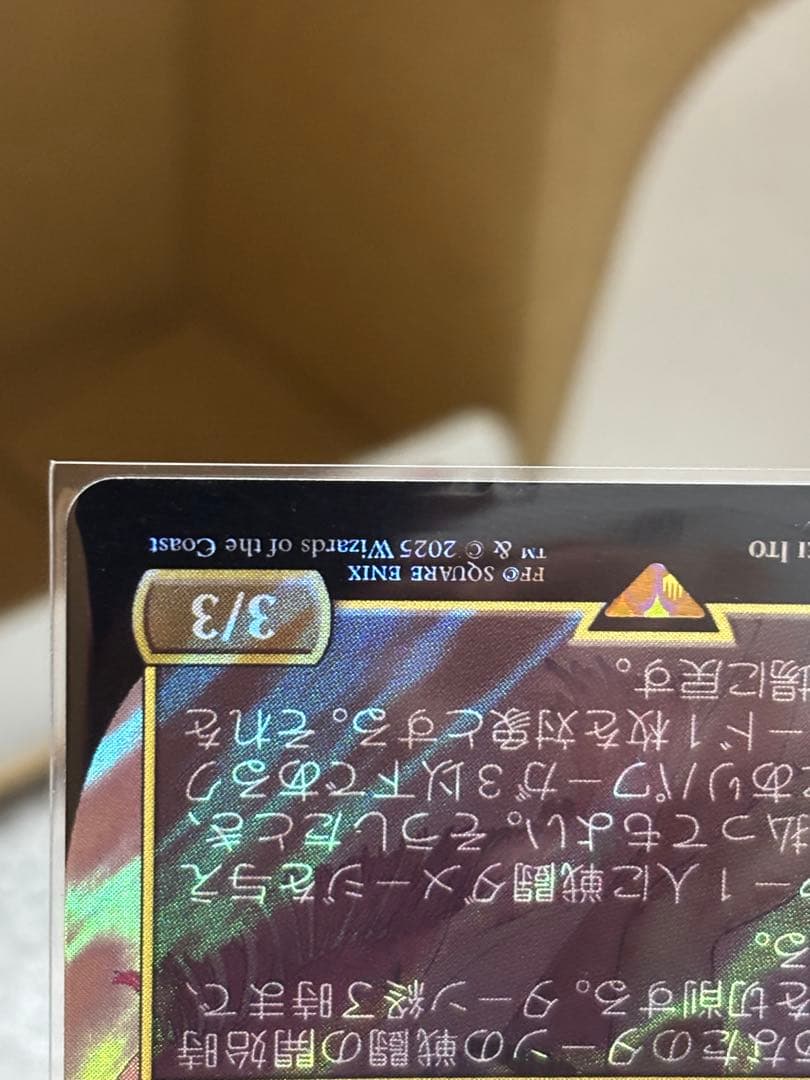 あなたのターンの戦闘の開始時
を切削する。ターン終了時まで、
る。
ー１人に戦闘ダメージを与え
払ってもよい。そうしたとき、
ありパワーが３以下であるク
ード１枚を対象とする。それを
場に戻す。
3/3
FF© SQUARE ENIX
ITO
TM & © 2025 Wizards of the Coast